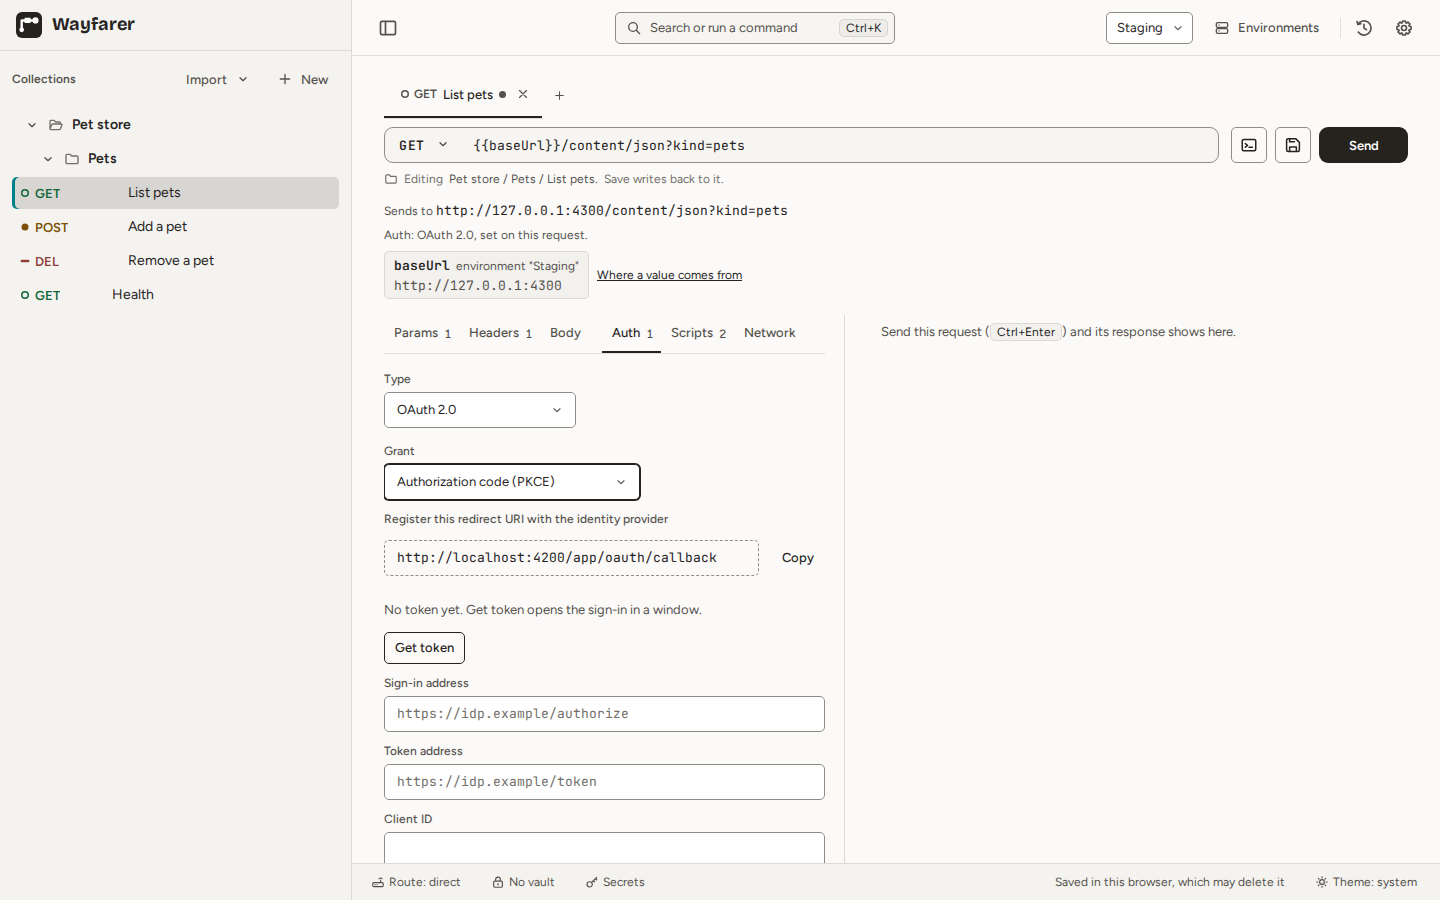 Wayfarer
Search or run a command Ctrl+K
Staging
Environments
Collections
Import
New
Pet store
Pets
GET List pets
POST Add a pet
DEL Remove a pet
GET Health
GET List pets
GET {{baseUrl}}/content/json?kind=pets
Send
Editing Pet store / Pets / List pets. Save writes back to it.
Sends to http://127.0.0.1:4300/content/json?kind=pets
Auth: OAuth 2.0, set on this request.
baseUrl environment "Staging"
http://127.0.0.1:4300
Where a value comes from
Params 1 Headers 1 Body Auth 1 Scripts 2 Network
Send this request (Ctrl+Enter) and its response shows here.
Type
OAuth 2.0
Grant
Authorization code (PKCE)
Register this redirect URI with the identity provider
http://localhost:4200/app/oauth/callback
Copy
No token yet. Get token opens the sign-in in a window.
Get token
Sign-in address
https://idp.example/authorize
Token address
https://idp.example/token
Client ID
Route: direct
No vault
Secrets
Saved in this browser, which may delete it
Theme: system